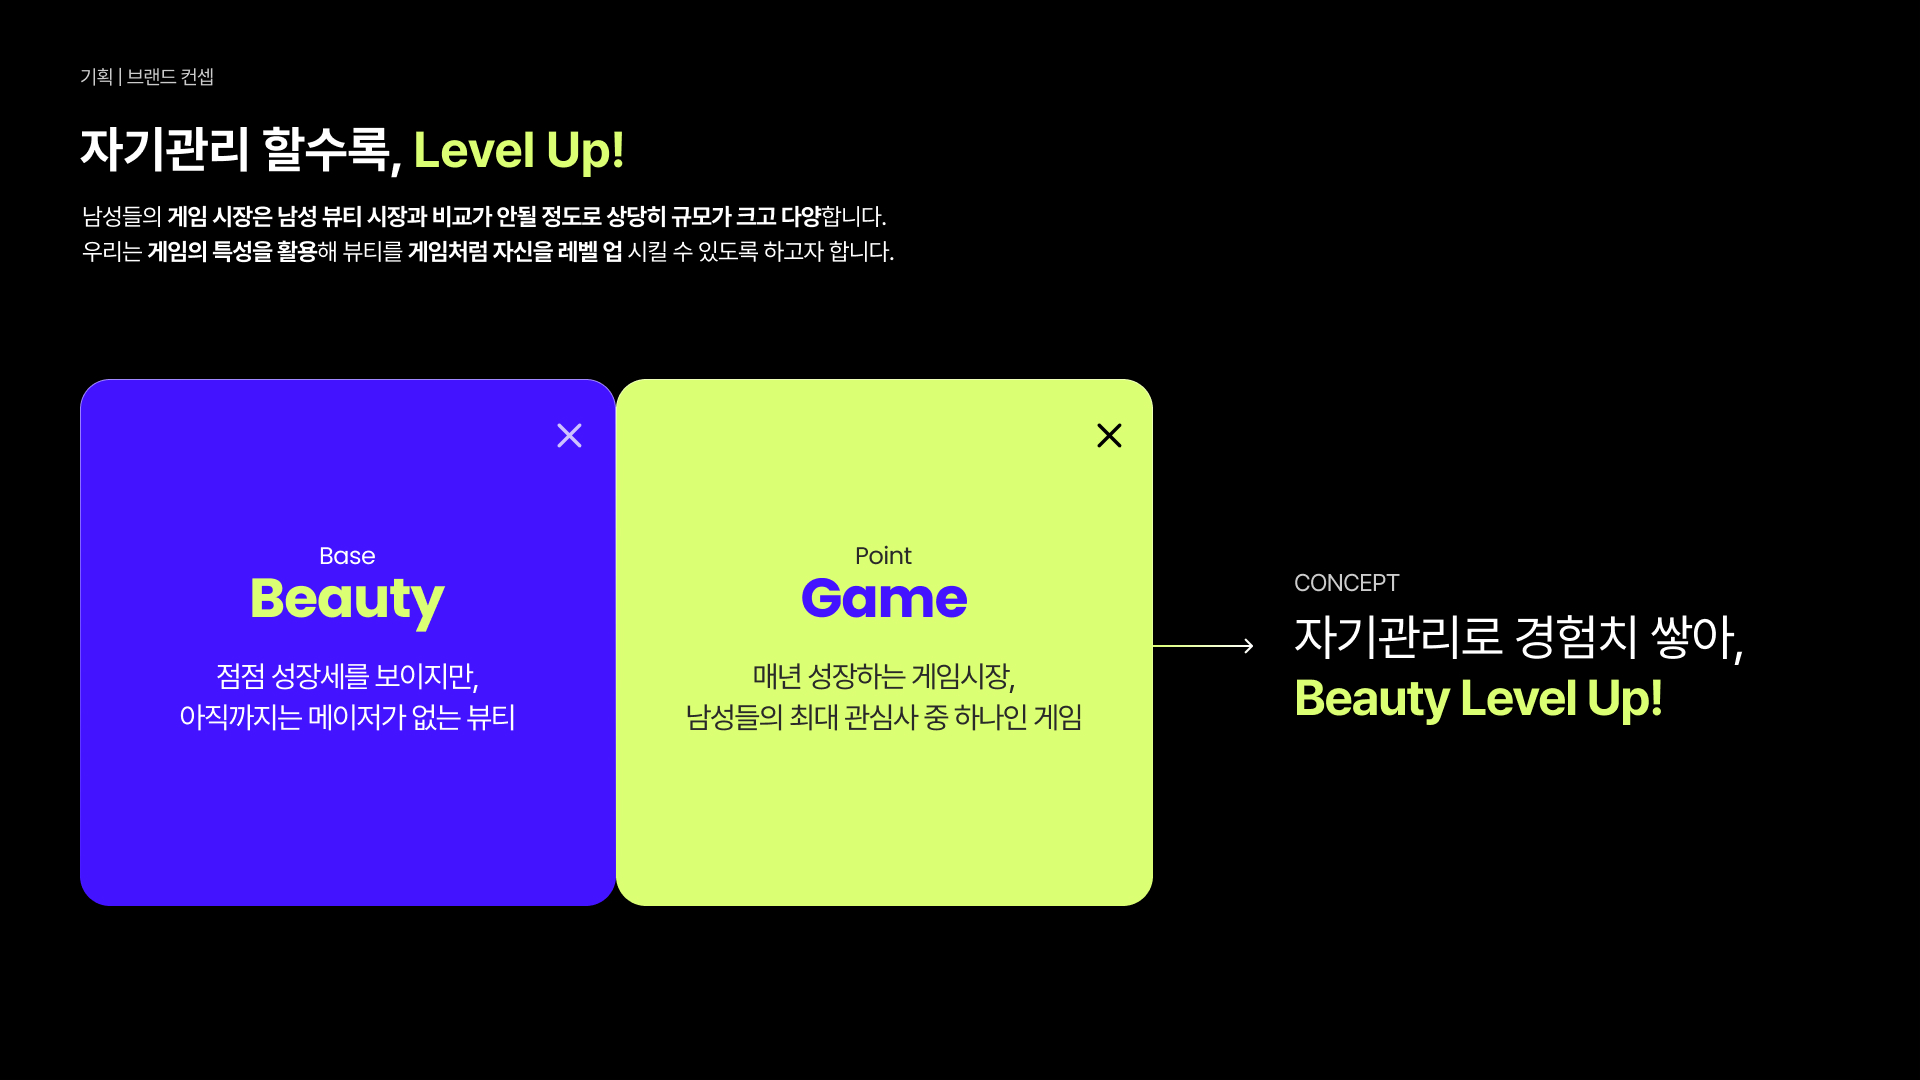 기획 | 브랜드 컨셉
자기관리 할수록, Level Up!
남성들의 게임 시장은 남성 뷰티 시장과 비교가 안될 정도로 상당히 규모가 크고 다양합니다.
우리는 게임의 특성을 활용해 뷰티를 게임처럼 자신을 레벨 업 시킬 수 있도록 하고자 합니다.
Base
Beauty
점점 성장세를 보이지만,
아직까지는 메이저가 없는 뷰티
Point
Game
매년 성장하는 게임시장,
남성들의 최대 관심사 중 하나인 게임
CONCEPT
자기관리로 경험치 쌓아,
Beauty Level Up!